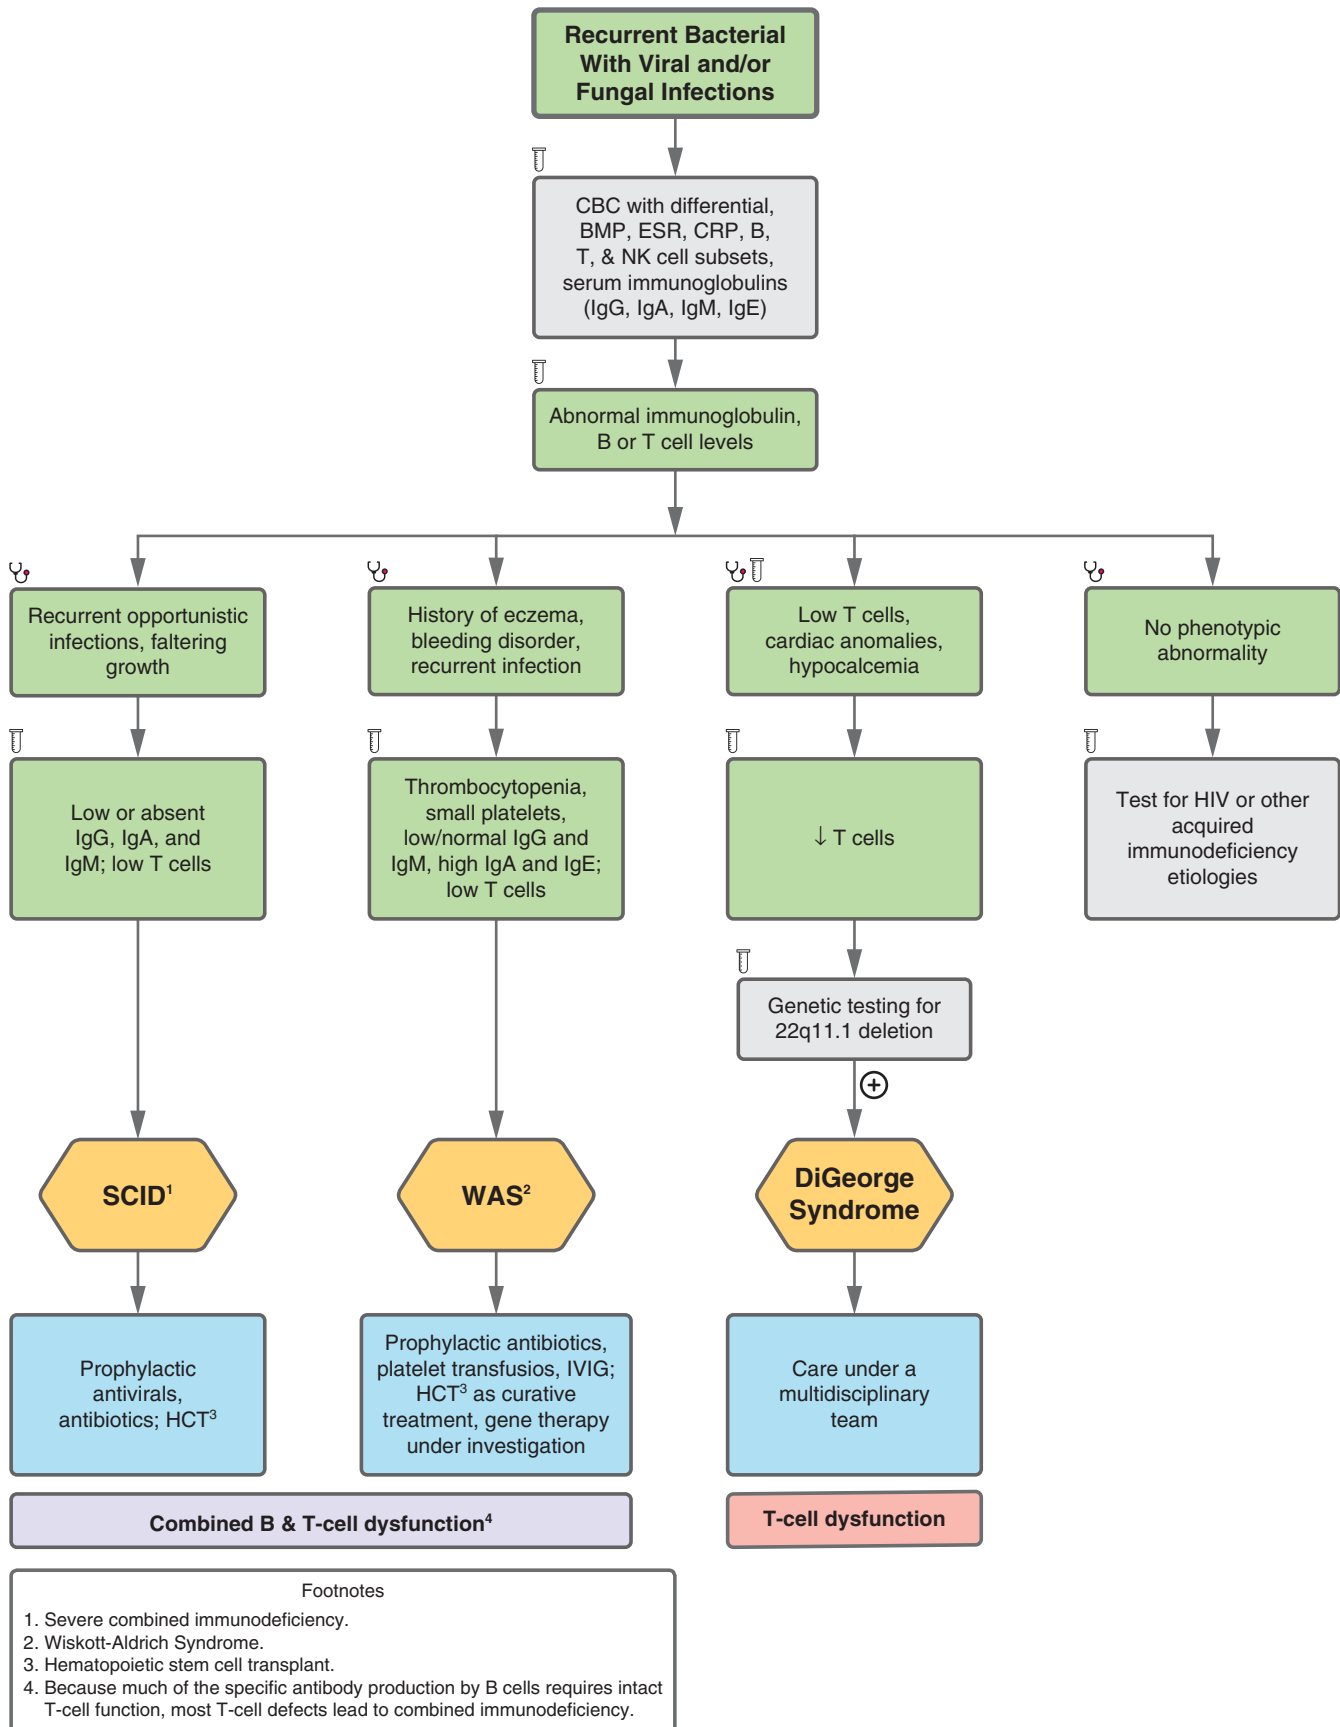 Recurrent Bacterial
With Viral and/or
Fungal Infections
CBC with differential,
BMP, ESR, CRP, B,
T, & NK cell subsets,
serum immunoglobulins
(IgG, IgA, IgM, IgE)
Abnormal immunoglobulin,
B or T cell levels
Recurrent opportunistic
infections, faltering
growth
History of eczema,
bleeding disorder,
recurrent infection
Low T cells,
cardiac anomalies,
hypocalcemia
No phenotypic
abnormality
Low or absent
IgG, IgA, and
IgM; low T cells
Thrombocytopenia,
small platelets,
low/normal IgG and
IgM, high IgA and IgE;
low T cells
↓ T cells
Test for HIV or other
acquired
immunodeficiency
etiologies
Genetic testing for
22q11.1 deletion
+
SCID¹
WAS²
DiGeorge
Syndrome
Prophylactic
antivirals,
antibiotics; HCT³
Prophylactic antibiotics,
platelet transfusios, IVIG;
HCT³ as curative
treatment, gene therapy
under investigation
Care under a
multidisciplinary
team
Combined B & T-cell dysfunction⁴
T-cell dysfunction
Footnotes
1. Severe combined immunodeficiency.
2. Wiskott-Aldrich Syndrome.
3. Hematopoietic stem cell transplant.
4. Because much of the specific antibody production by B cells requires intact
T-cell function, most T-cell defects lead to combined immunodeficiency.